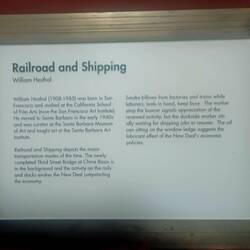 Railroad and Shipping
William Hesthal
William Hesthal (1908-1985) was born in San
Francisco and studied at the California School
of Fine Arts (now the San Francisco Art Institute).
He moved to Santa Barbara in the early 1940s
and was curator at the Santa Barbara Museum
of Art and taught art at the Santa Barbara Art
Institute.
Railroad and Shipping depicts the major
transportation modes of the time. The newly
completed Third Street Bridge at China Basin is
in the background and the activity on the rails
and docks evokes the New Deal jumpstarting
the economy.
Smoke billows from factories and trains while
laborers, tools in hand, keep busy. The worker
atop the boxcar signals appreciation of the
renewed activity, but the dockside worker sits
idly waiting for shipping jobs to resume. The oil
can sitting on the window ledge suggests the
lubricant effect of the New Deal's economic
policies.